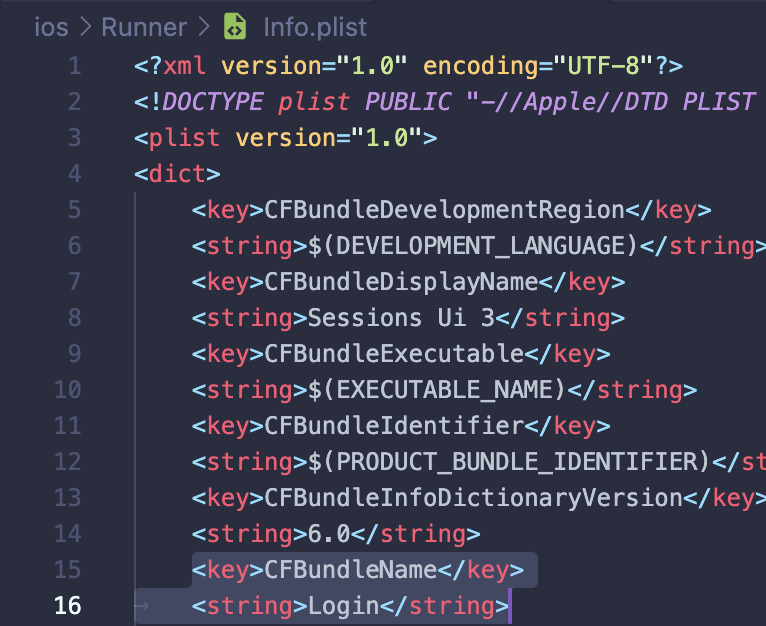 ios > Runner > Info.plist
1 <?xml version="1.0" encoding="UTF-8"?>
2 <!DOCTYPE plist PUBLIC "-//Apple//DTD PLIST
3 <plist version="1.0">
4 <dict>
5 <key>CFBundleDevelopmentRegion</key>
6 <string>$(DEVELOPMENT_LANGUAGE)</string>
7 <key>CFBundleDisplayName</key>
8 <string>Sessions Ui 3</string>
9 <key>CFBundleExecutable</key>
10 <string>$(EXECUTABLE_NAME)</string>
11 <key>CFBundleIdentifier</key>
12 <string>$(PRODUCT_BUNDLE_IDENTIFIER)</st
13 <key>CFBundleInfoDictionaryVersion</key>
14 <string>6.0</string>
15 <key>CFBundleName</key>
16 <string>Login</string>